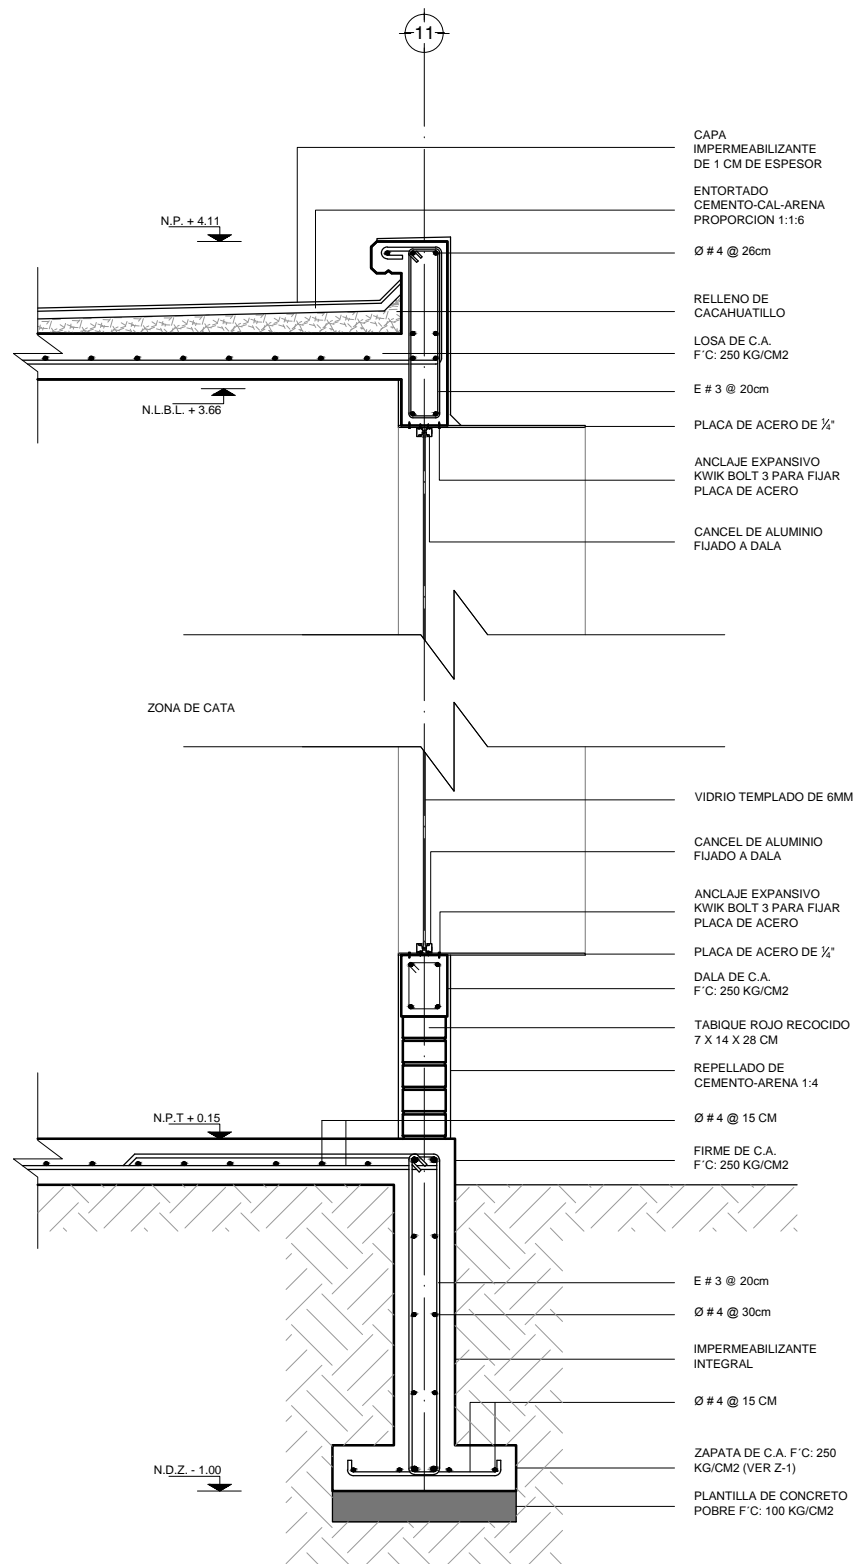 11
CAPA
IMPERMEABILIZANTE
DE 1 CM DE ESPESOR
ENTORTADO
CEMENTO-CAL-ARENA
PROPORCION 1:1:6
N.P. + 4.11
Ø # 4 @ 26cm
RELLENO DE
CACAHUATILLO
LOSA DE C.A.
F´C: 250 KG/CM2
E # 3 @ 20cm
N.L.B.L. + 3.66
PLACA DE ACERO DE ¼"
ANCLAJE EXPANSIVO
KWIK BOLT 3 PARA FIJAR
PLACA DE ACERO
CANCEL DE ALUMINIO
FIJADO A DALA
ZONA DE CATA
VIDRIO TEMPLADO DE 6MM
CANCEL DE ALUMINIO
FIJADO A DALA
ANCLAJE EXPANSIVO
KWIK BOLT 3 PARA FIJAR
PLACA DE ACERO
PLACA DE ACERO DE ¼"
DALA DE C.A.
F´C: 250 KG/CM2
TABIQUE ROJO RECOCIDO
7 X 14 X 28 CM
REPELLADO DE
CEMENTO-ARENA 1:4
N.P.T + 0.15
Ø # 4 @ 15 CM
FIRME DE C.A.
F´C: 250 KG/CM2
E # 3 @ 20cm
Ø # 4 @ 30cm
IMPERMEABILIZANTE
INTEGRAL
Ø # 4 @ 15 CM
ZAPATA DE C.A. F´C: 250
KG/CM2 (VER Z-1)
N.D.Z. - 1.00
PLANTILLA DE CONCRETO
POBRE F´C: 100 KG/CM2